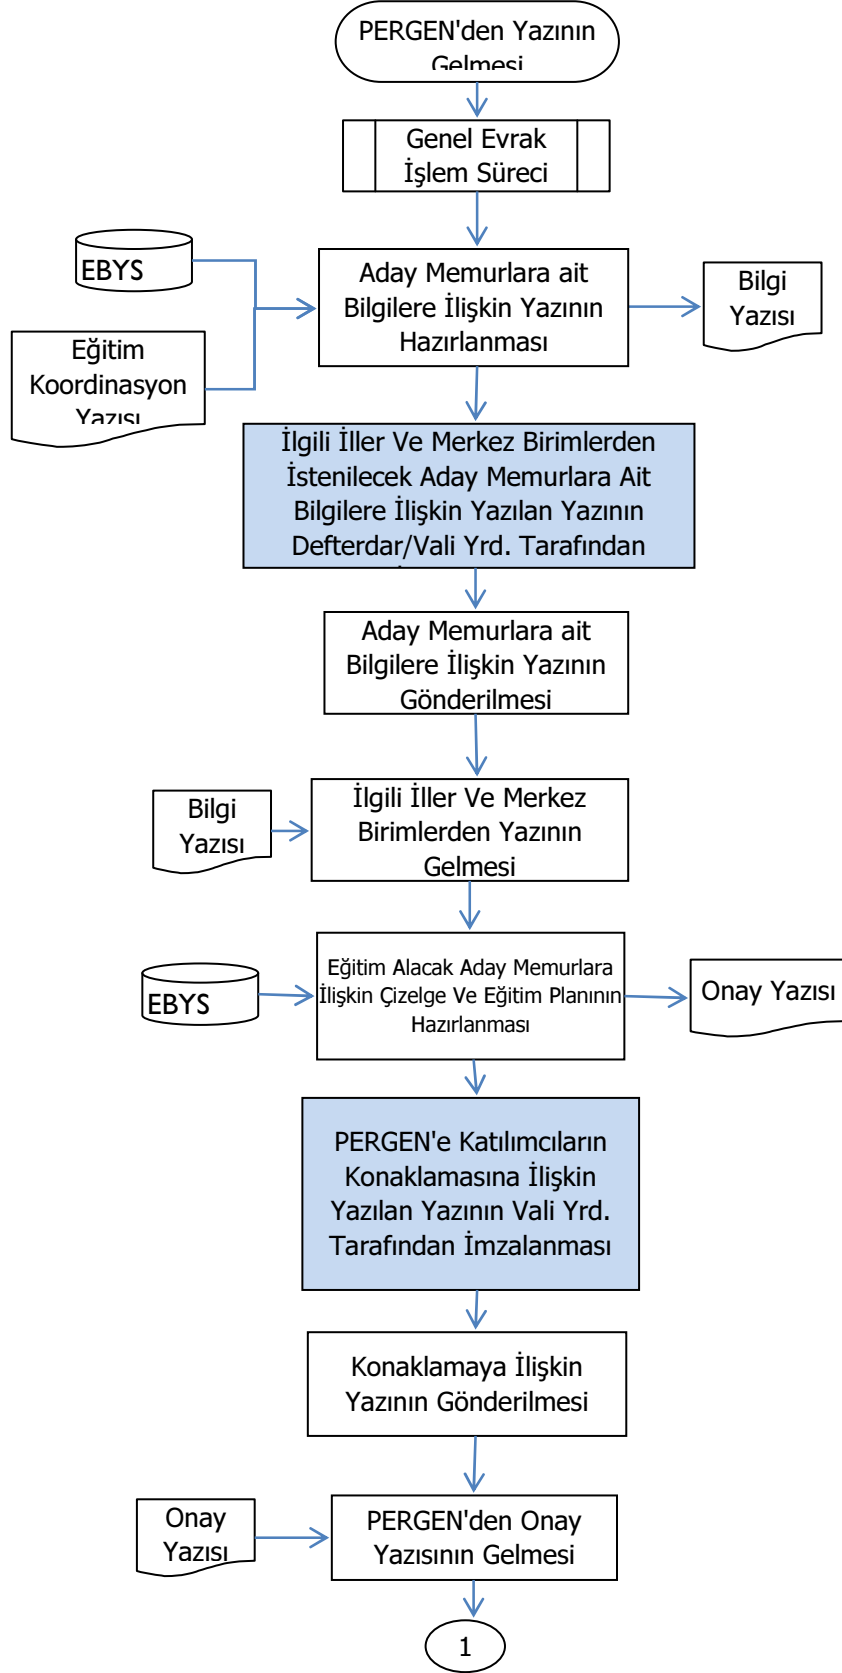 PERGEN'den Yazının
Gelmesi
Genel Evrak
İşlem Süreci
EBYS
Aday Memurlara ait
Bilgilere İlişkin Yazının
Hazırlanması
Bilgi
Yazısı
Eğitim
Koordinasyon
Yazısı
İlgili İller Ve Merkez Birimlerden
İstenilecek Aday Memurlara Ait
Bilgilere İlişkin Yazılan Yazının
Defterdar/Vali Yrd. Tarafından
Aday Memurlara ait
Bilgilere İlişkin Yazının
Gönderilmesi
Bilgi
Yazısı
İlgili İller Ve Merkez
Birimlerden Yazının
Gelmesi
EBYS
Eğitim Alacak Aday Memurlara
İlişkin Çizelge Ve Eğitim Planının
Hazırlanması
Onay Yazısı
PERGEN'e Katılımcıların
Konaklamasına İlişkin
Yazılan Yazının Vali Yrd.
Tarafından İmzalanması
Konaklamaya İlişkin
Yazının Gönderilmesi
Onay
Yazısı
PERGEN'den Onay
Yazısının Gelmesi
1